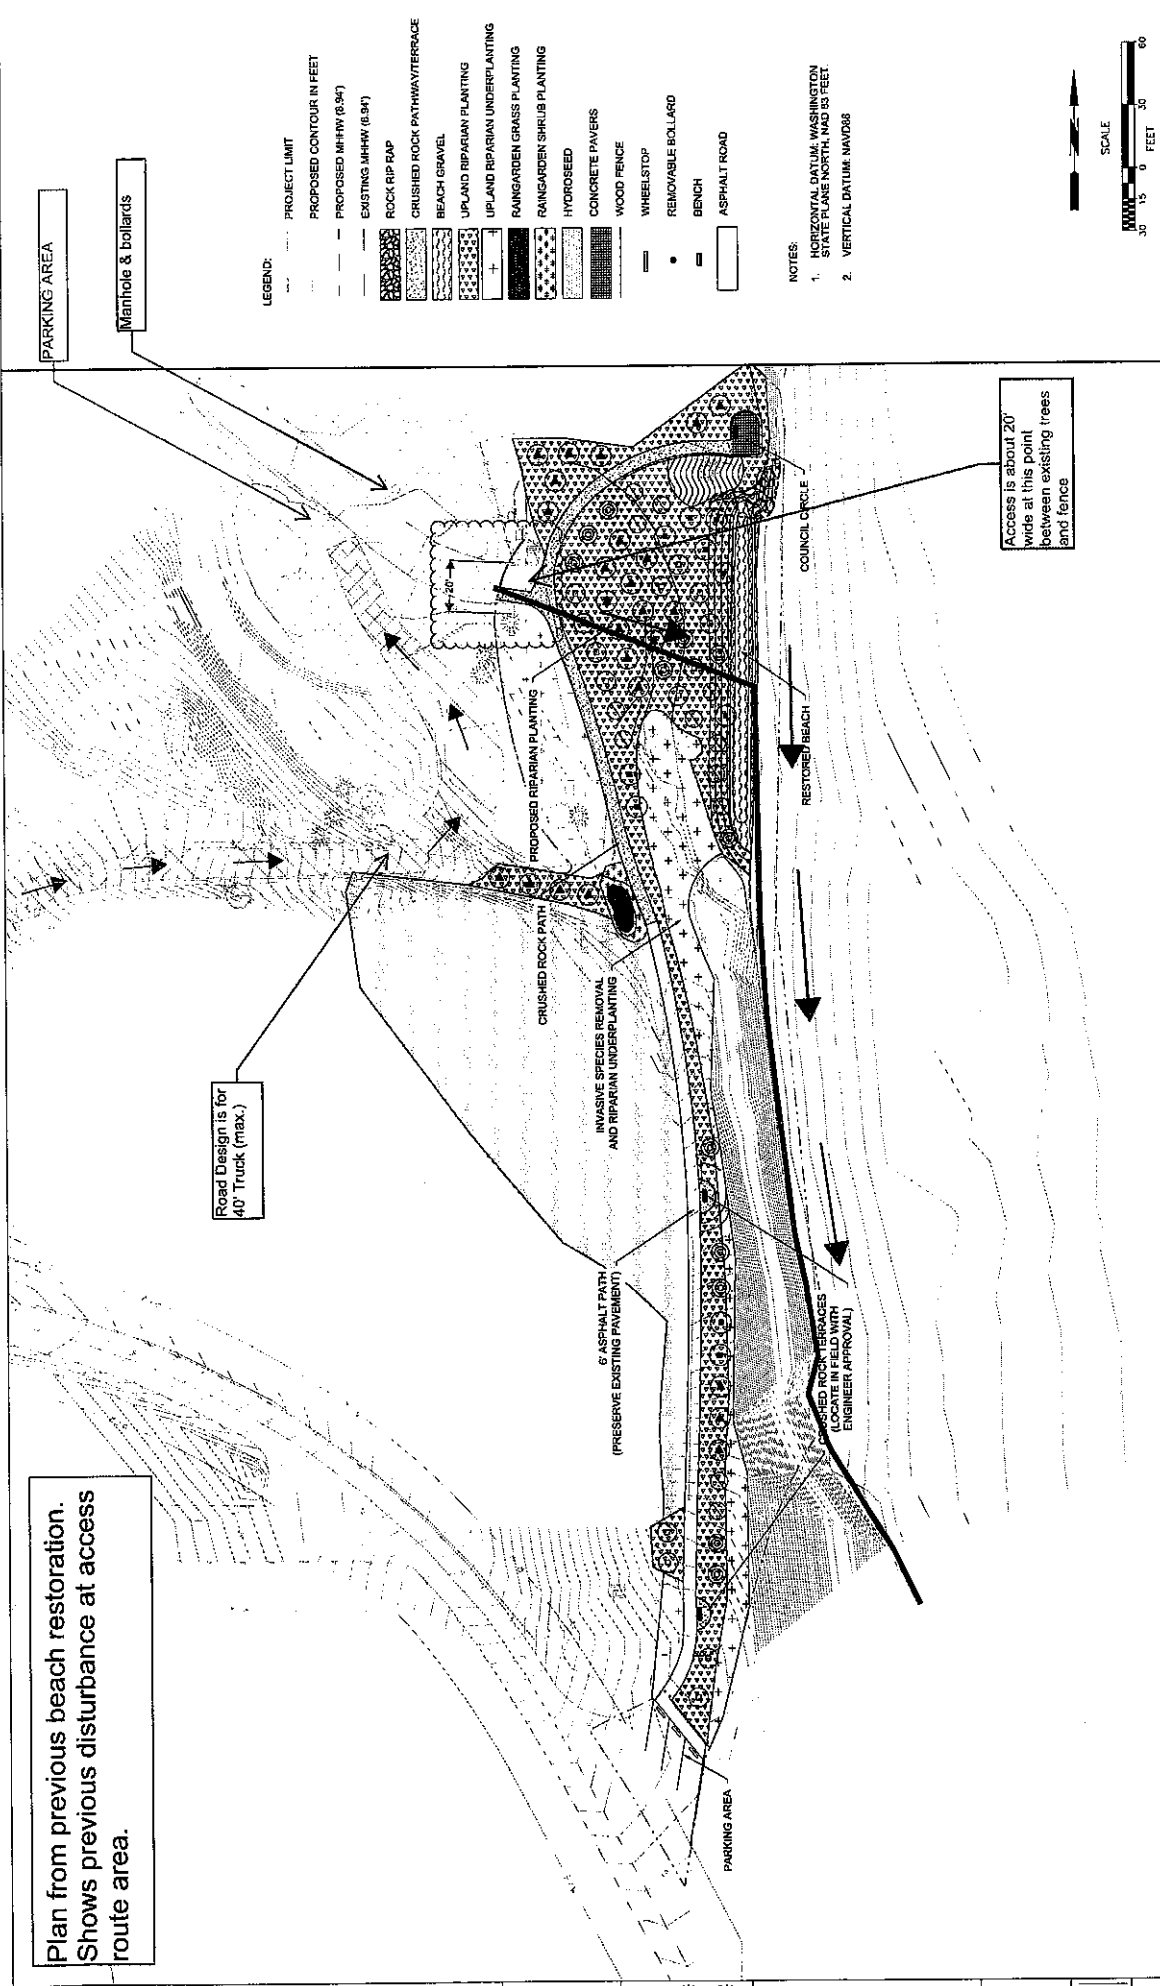 Plan from previous beach restoration.
Shows previous disturbance at access
route area.
Road Design is for
40' Truck (max.)
PARKING AREA
Manhole & bollards
20'
CRUSHED ROCK PATH
PROPOSED RIPARIAN PLANTING
INVASIVE SPECIES REMOVAL
AND RIPARIAN UNDERPLANTING
6' ASPHALT PATH
(PRESERVE EXISTING PAVEMENT)
PARKING AREA
CRUSHED ROCK TERRACES
(LOCATE IN FIELD WITH
ENGINEER APPROVAL)
RESTORED BEACH
COUNCIL CIRCLE
Access is about 20'
wide at this point
between existing trees
and fence
LEGEND:
PROJECT LIMIT
PROPOSED CONTOUR IN FEET
PROPOSED MHHW (8.94')
EXISTING MHHW (8.94')
ROCK RIP RAP
CRUSHED ROCK PATHWAY/TERRACE
BEACH GRAVEL
UPLAND RIPARIAN PLANTING
UPLAND RIPARIAN UNDERPLANTING
RAINGARDEN GRASS PLANTING
RAINGARDEN SHRUB PLANTING
HYDROSEED
CONCRETE PAVERS
WOOD FENCE
WHEELSTOP
REMOVABLE BOLLARD
BENCH
ASPHALT ROAD
NOTES:
1. HORIZONTAL DATUM: WASHINGTON
STATE PLANE NORTH, NAD 83 FEET.
2. VERTICAL DATUM: NAVD88
SCALE
30 15 0 30 60
FEET